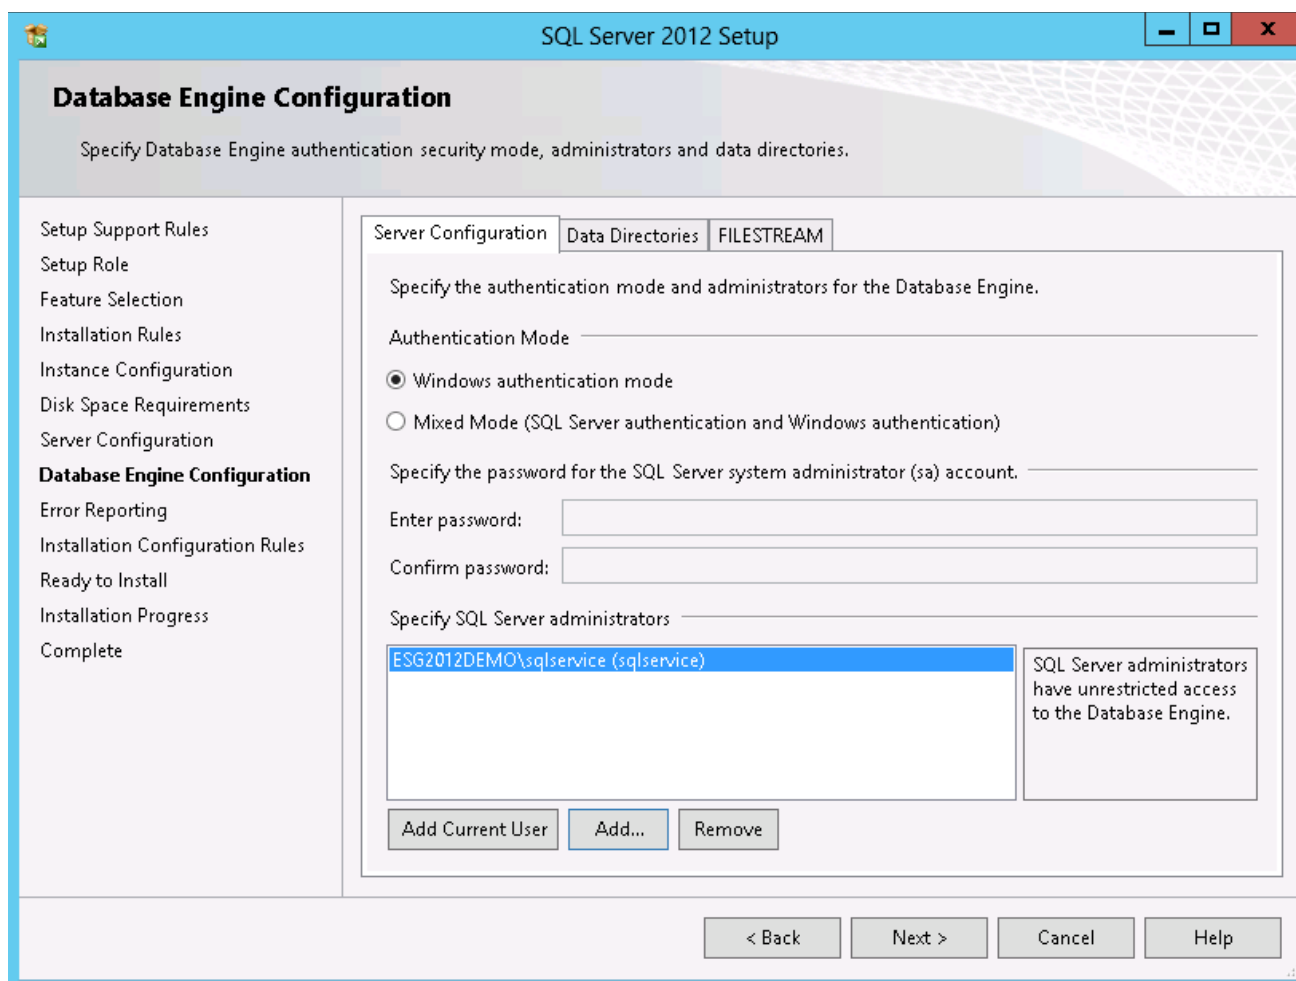 SQL Server 2012 Setup
Database Engine Configuration
Specify Database Engine authentication security mode, administrators and data directories.
Setup Support Rules
Setup Role
Feature Selection
Installation Rules
Instance Configuration
Disk Space Requirements
Server Configuration
Database Engine Configuration
Error Reporting
Installation Configuration Rules
Ready to Install
Installation Progress
Complete
Server Configuration
Data Directories
FILESTREAM
Specify the authentication mode and administrators for the Database Engine.
Authentication Mode
Windows authentication mode
Mixed Mode (SQL Server authentication and Windows authentication)
Specify the password for the SQL Server system administrator (sa) account.
Enter password:
Confirm password:
Specify SQL Server administrators
ESG2012DEMO\sqlservice (sqlservice)
SQL Server administrators
have unrestricted access
to the Database Engine.
Add Current User
Add...
Remove
< Back
Next >
Cancel
Help